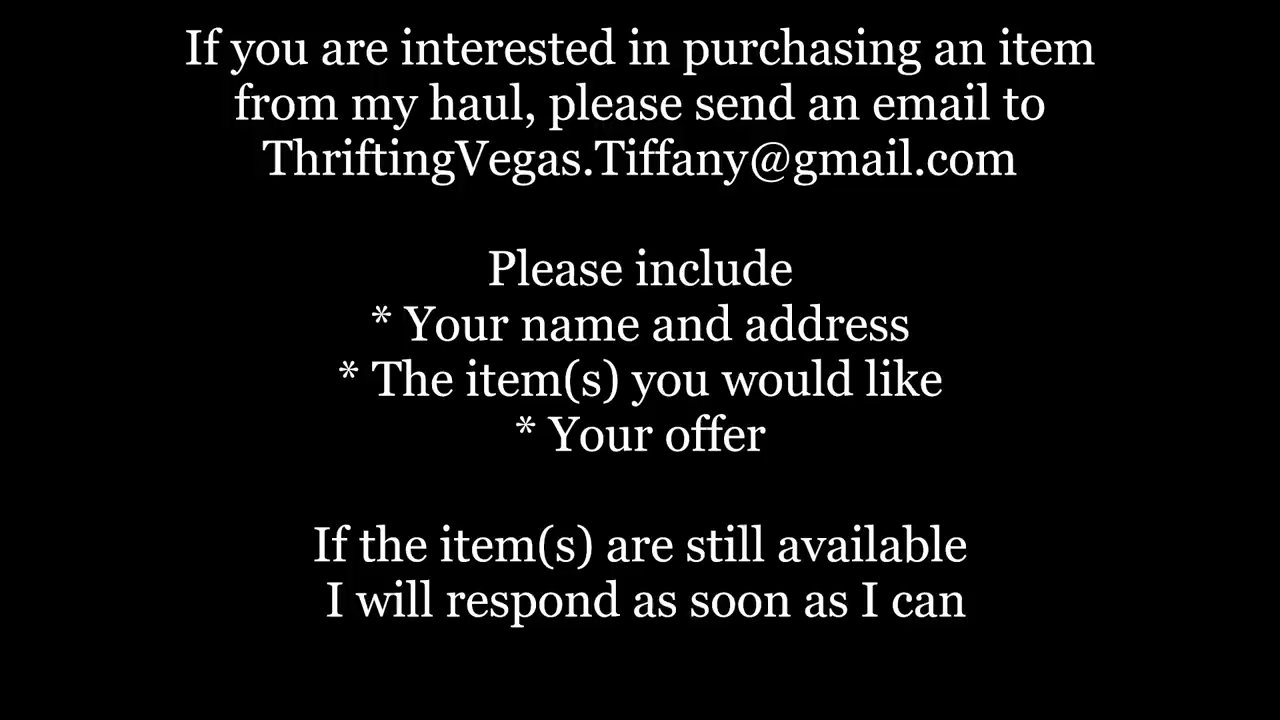 If you are interested in purchasing an item
from my haul, please send an email to
ThriftingVegas.Tiffany@gmail.com
Please include
* Your name and address
* The item(s) you would like
* Your offer
If the item(s) are still available
I will respond as soon as I can